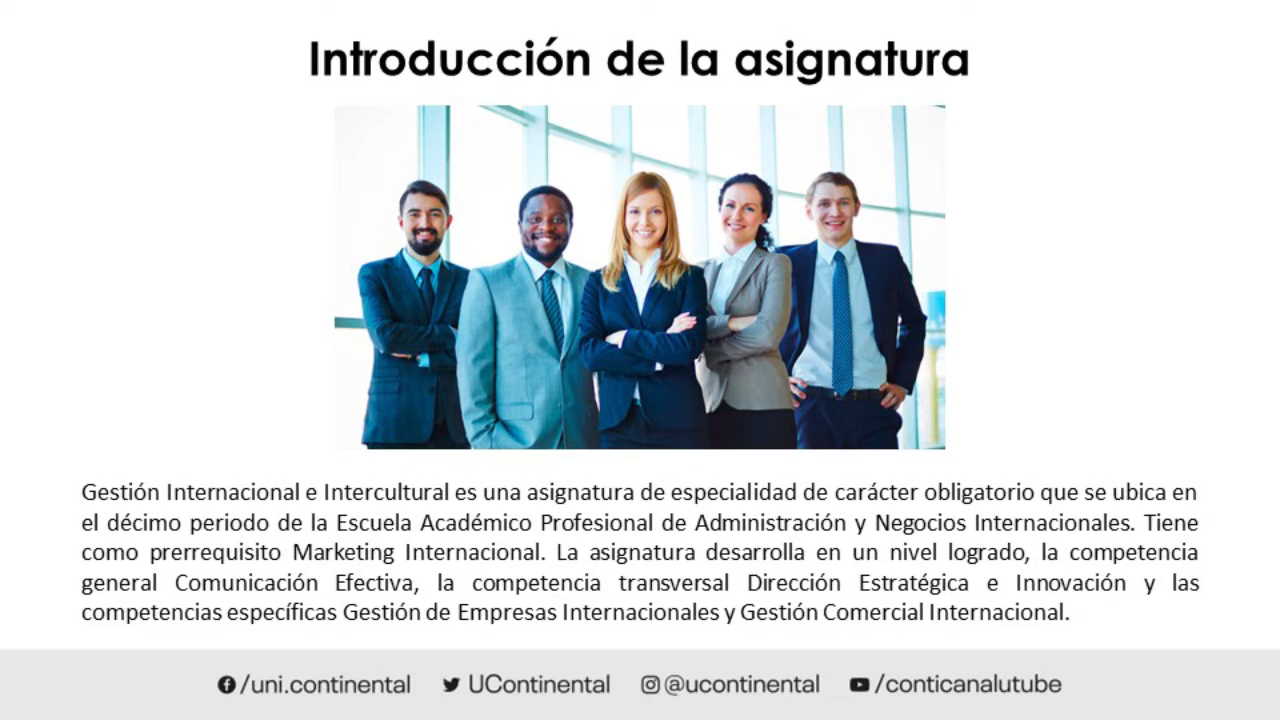 Introducción de la asignatura
Gestión Internacional e Intercultural es una asignatura de especialidad de carácter obligatorio que se ubica en
el décimo periodo de la Escuela Académico Profesional de Administración y Negocios Internacionales. Tiene
como prerrequisito Marketing Internacional. La asignatura desarrolla en un nivel logrado, la competencia
general Comunicación Efectiva, la competencia transversal Dirección Estratégica e Innovación y las
competencias específicas Gestión de Empresas Internacionales y Gestión Comercial Internacional.
/uni.continental UContinental @ucontinental /conticanalutube